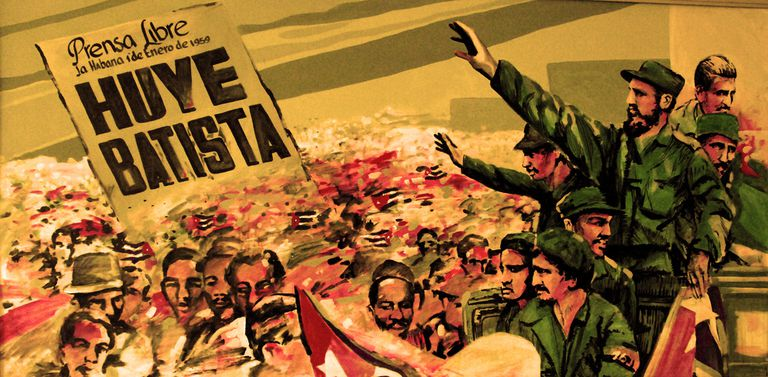 Prensa Libre
La Habana 1 de Enero de 1959
HUYE
BATISTA